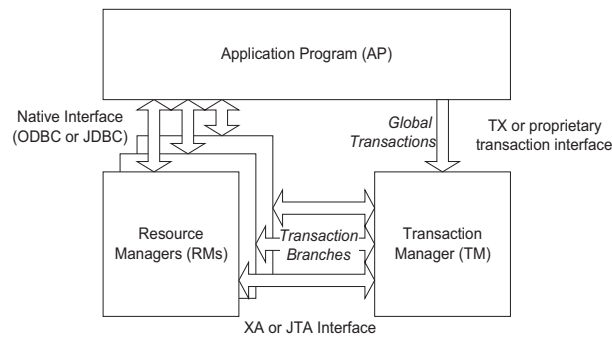 Application Program (AP)
Native Interface
(ODBC or JDBC)
Global
Transactions
TX or proprietary
transaction interface
Resource
Managers (RMs)
Transaction
Branches
Transaction
Manager (TM)
XA or JTA Interface